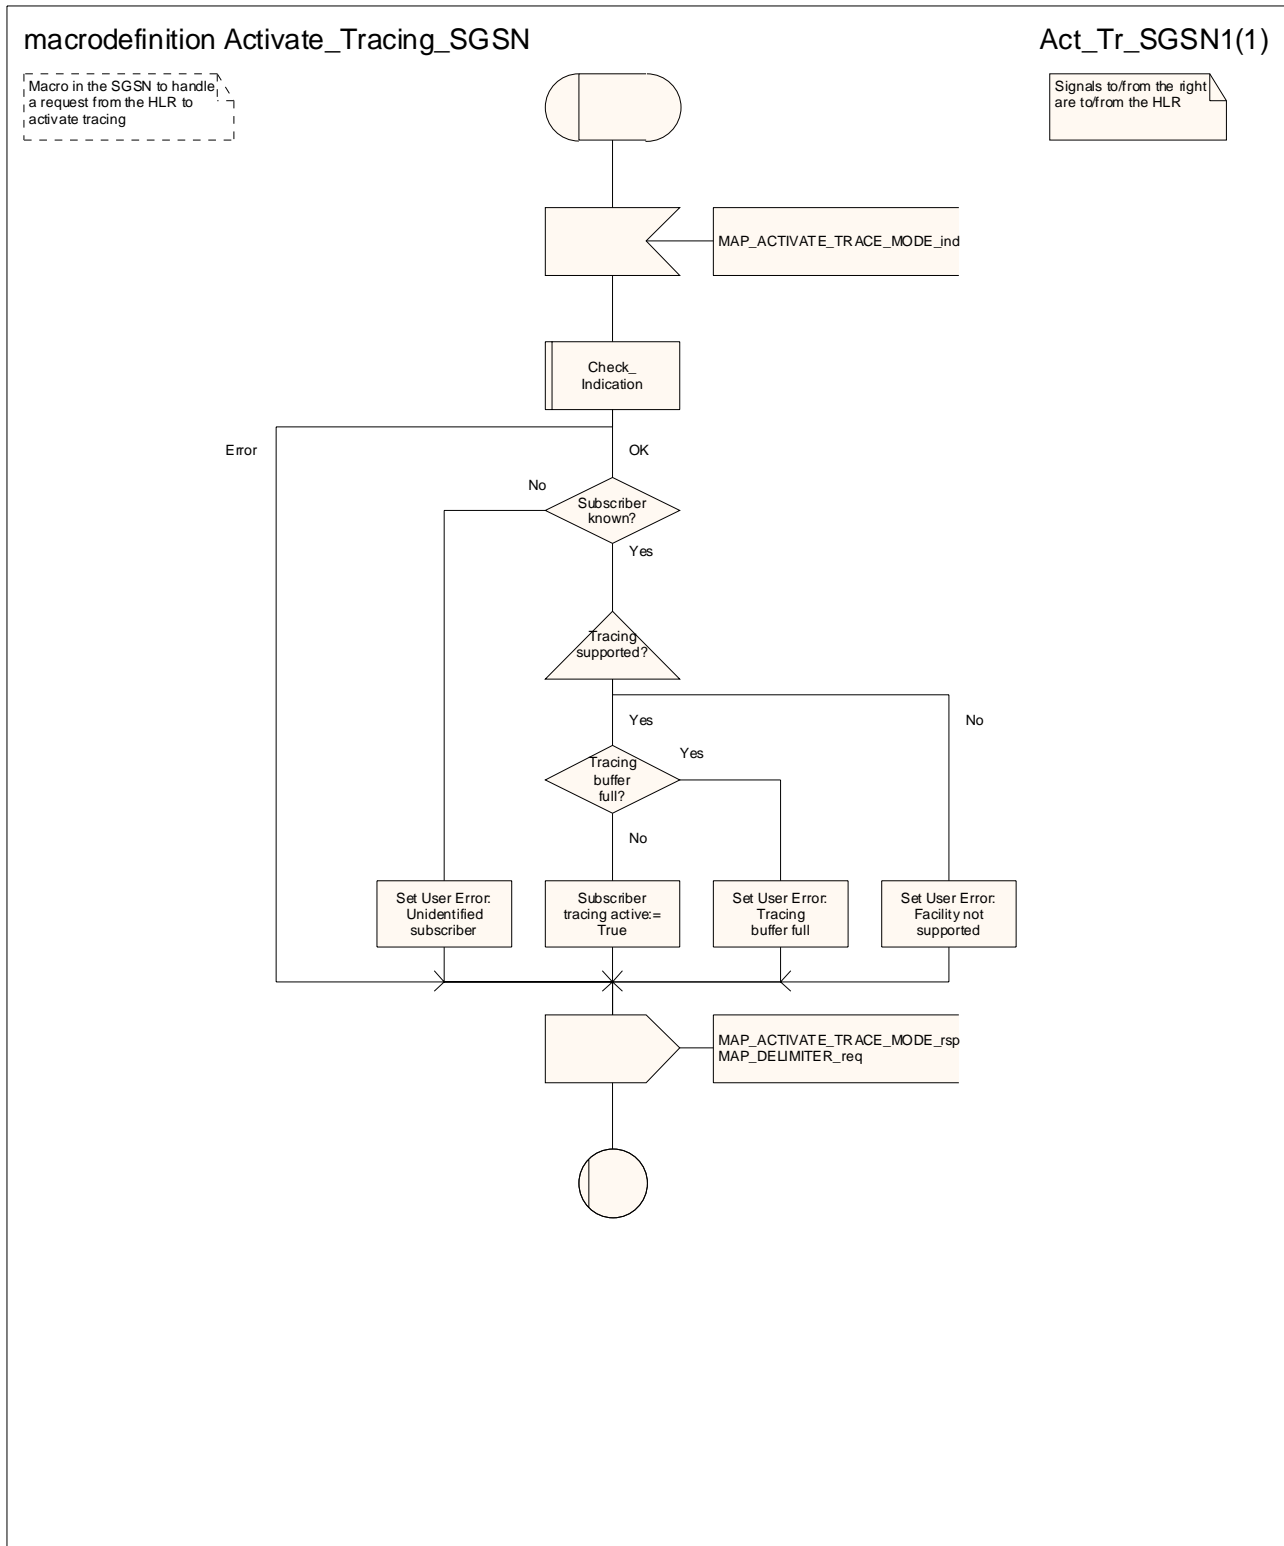 macrodefinition Activate_Tracing_SGSN
Act_Tr_SGSN1(1)
Macro in the SGSN to handle
a request from the HLR to
activate tracing
Signals to/from the right
are to/from the HLR
MAP_ACTIVATE_TRACE_MODE_ind
Check_
Indication
Error
OK
No
Subscriber
known?
Yes
Tracing
supported?
Yes
No
Yes
Tracing
buffer
full?
No
Set User Error:
Unidentified
subscriber
Subscriber
tracing active:=
True
Set User Error:
Tracing
buffer full
Set User Error:
Facility not
supported
MAP_ACTIVATE_TRACE_MODE_rsp
MAP_DELIMITER_req